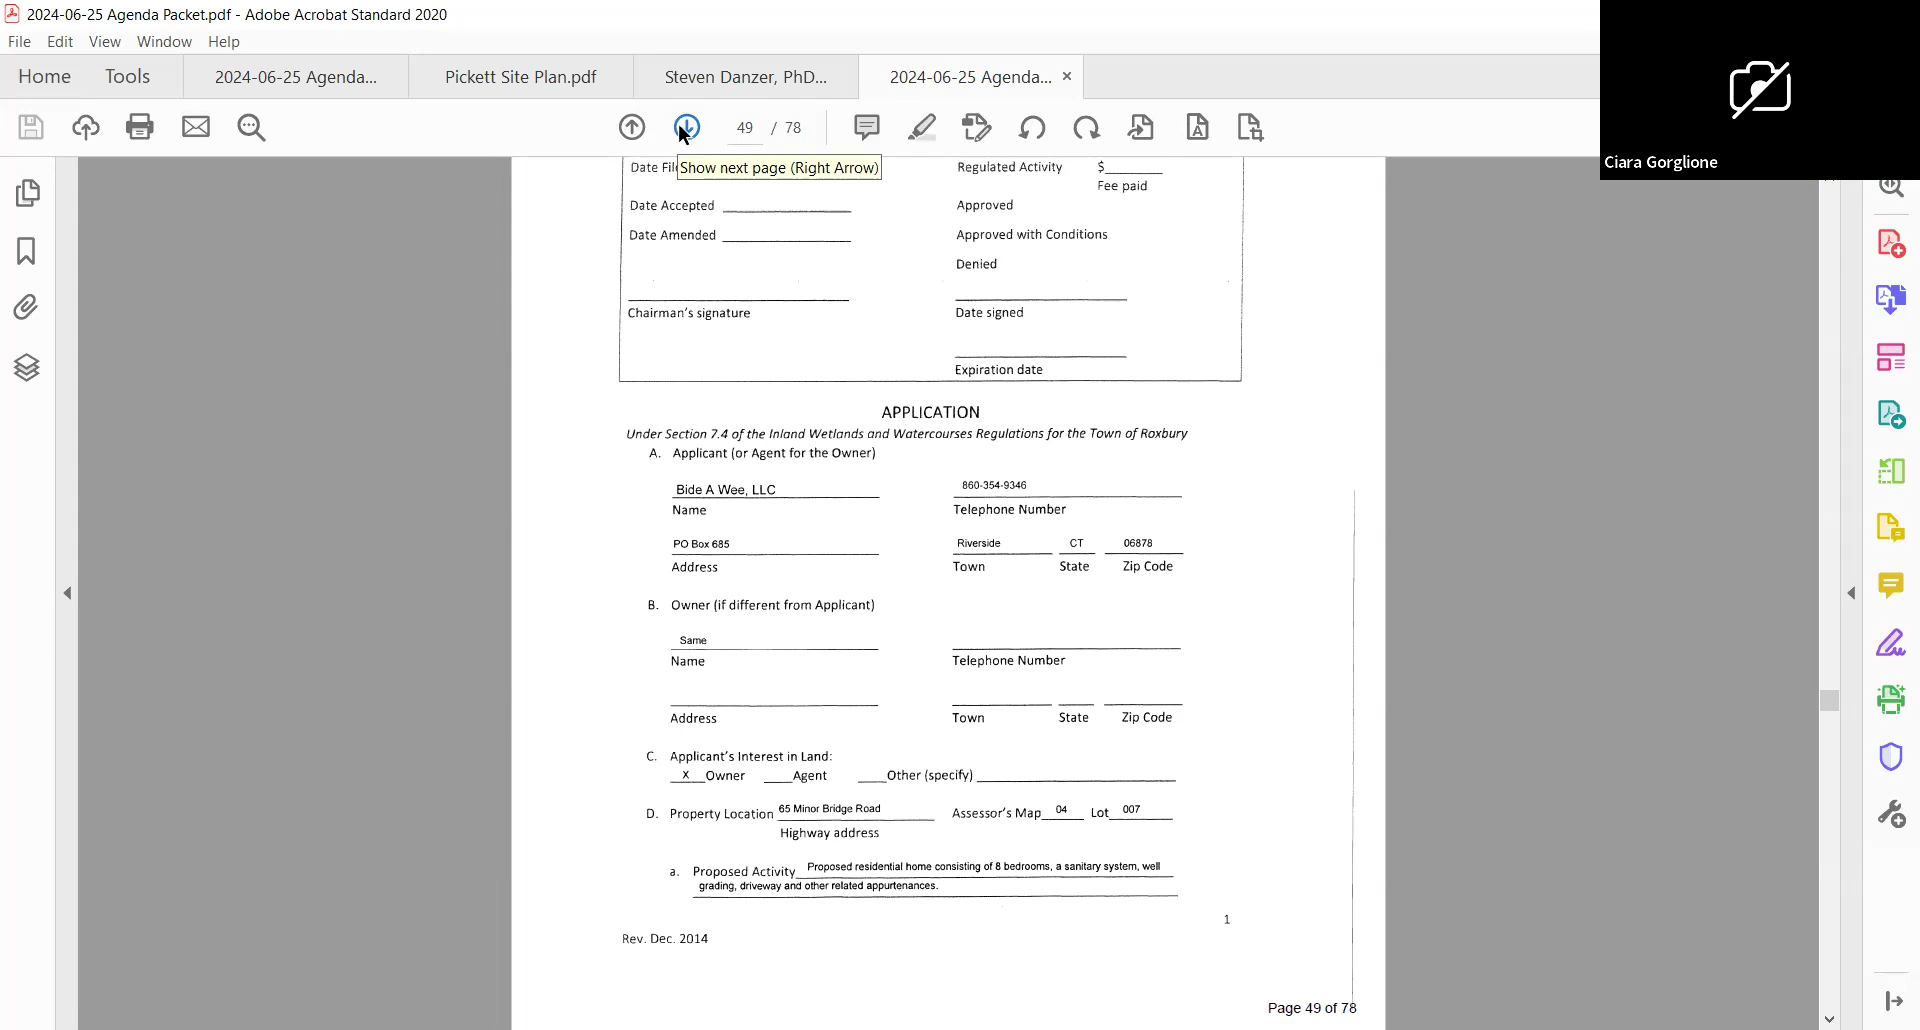 2024-06-25 Agenda Packet.pdf - Adobe Acrobat Standard 2020
File Edit View Window Help
Home Tools 2024-06-25 Agenda... Pickett Site Plan.pdf Steven Danzer, PhD... 2024-06-25 Agenda... ×
49 / 78
Ciara Gorglione
Show next page (Right Arrow)
Date Fil Regulated Activity $
Fee paid
Date Accepted Approved
Date Amended Approved with Conditions
Denied
Chairman's signature Date signed
Expiration date
APPLICATION
Under Section 7.4 of the Inland Wetlands and Watercourses Regulations for the Town of Roxbury
A. Applicant (or Agent for the Owner)
Bide A Wee, LLC 860-354-9346
Name Telephone Number
PO Box 685 Riverside CT 06878
Address Town State Zip Code
B. Owner (if different from Applicant)
Same
Name Telephone Number
Address Town State Zip Code
C. Applicant's Interest in Land:
x Owner Agent Other (specify)
D. Property Location 65 Minor Bridge Road Assessor's Map 04 Lot 007
Highway address
a. Proposed Activity Proposed residential home consisting of 8 bedrooms, a sanitary system, well
grading, driveway and other related appurtenances.
1
Rev. Dec. 2014
Page 49 of 78